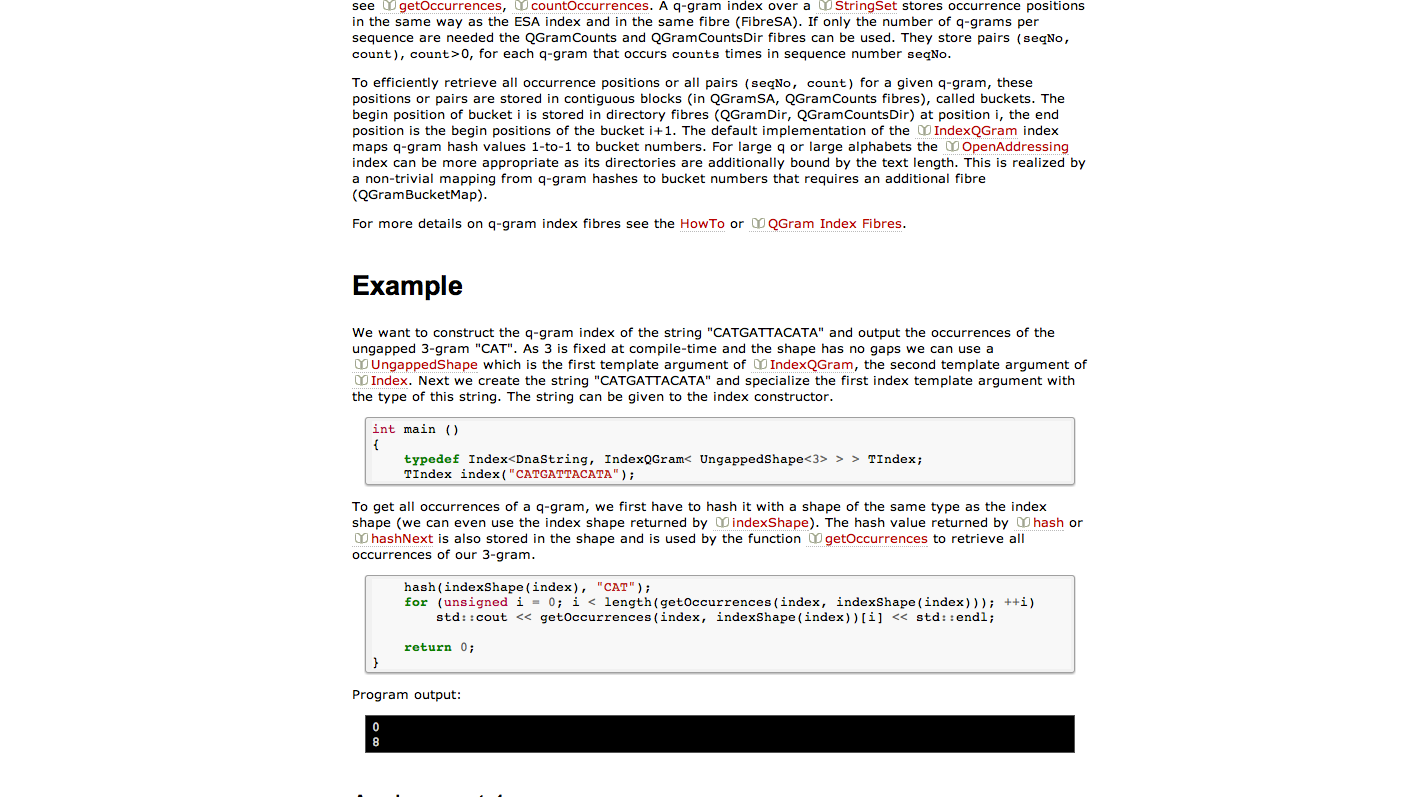 see getOccurrences, countOccurrences. A q-gram index over a StringSet stores occurrence positions
in the same way as the ESA index and in the same fibre (FibreSA). If only the number of q-grams per
sequence are needed the QGramCounts and QGramCountsDir fibres can be used. They store pairs (seqNo,
count), count>0, for each q-gram that occurs counts times in sequence number seqNo.
To efficiently retrieve all occurrence positions or all pairs (seqNo, count) for a given q-gram, these
positions or pairs are stored in contiguous blocks (in QGramSA, QGramCounts fibres), called buckets. The
begin position of bucket i is stored in directory fibres (QGramDir, QGramCountsDir) at position i, the end
position is the begin positions of the bucket i+1. The default implementation of the IndexQGram index
maps q-gram hash values 1-to-1 to bucket numbers. For large q or large alphabets the OpenAddressing
index can be more appropriate as its directories are additionally bound by the text length. This is realized by
a non-trivial mapping from q-gram hashes to bucket numbers that requires an additional fibre
(QGramBucketMap).
For more details on q-gram index fibres see the HowTo or QGram Index Fibres.
Example
We want to construct the q-gram index of the string "CATGATTACATA" and output the occurrences of the
ungapped 3-gram "CAT". As 3 is fixed at compile-time and the shape has no gaps we can use a
UngappedShape which is the first template argument of IndexQGram, the second template argument of
Index. Next we create the string "CATGATTACATA" and specialize the first index template argument with
the type of this string. The string can be given to the index constructor.
int main ()
{
    typedef Index<DnaString, IndexQGram< UngappedShape<3> > > TIndex;
    TIndex index("CATGATTACATA");
To get all occurrences of a q-gram, we first have to hash it with a shape of the same type as the index
shape (we can even use the index shape returned by indexShape). The hash value returned by hash or
hashNext is also stored in the shape and is used by the function getOccurrences to retrieve all
occurrences of our 3-gram.
    hash(indexShape(index), "CAT");
    for (unsigned i = 0; i < length(getOccurrences(index, indexShape(index))); ++i)
        std::cout << getOccurrences(index, indexShape(index))[i] << std::endl;
    return 0;
}
Program output:
0
8